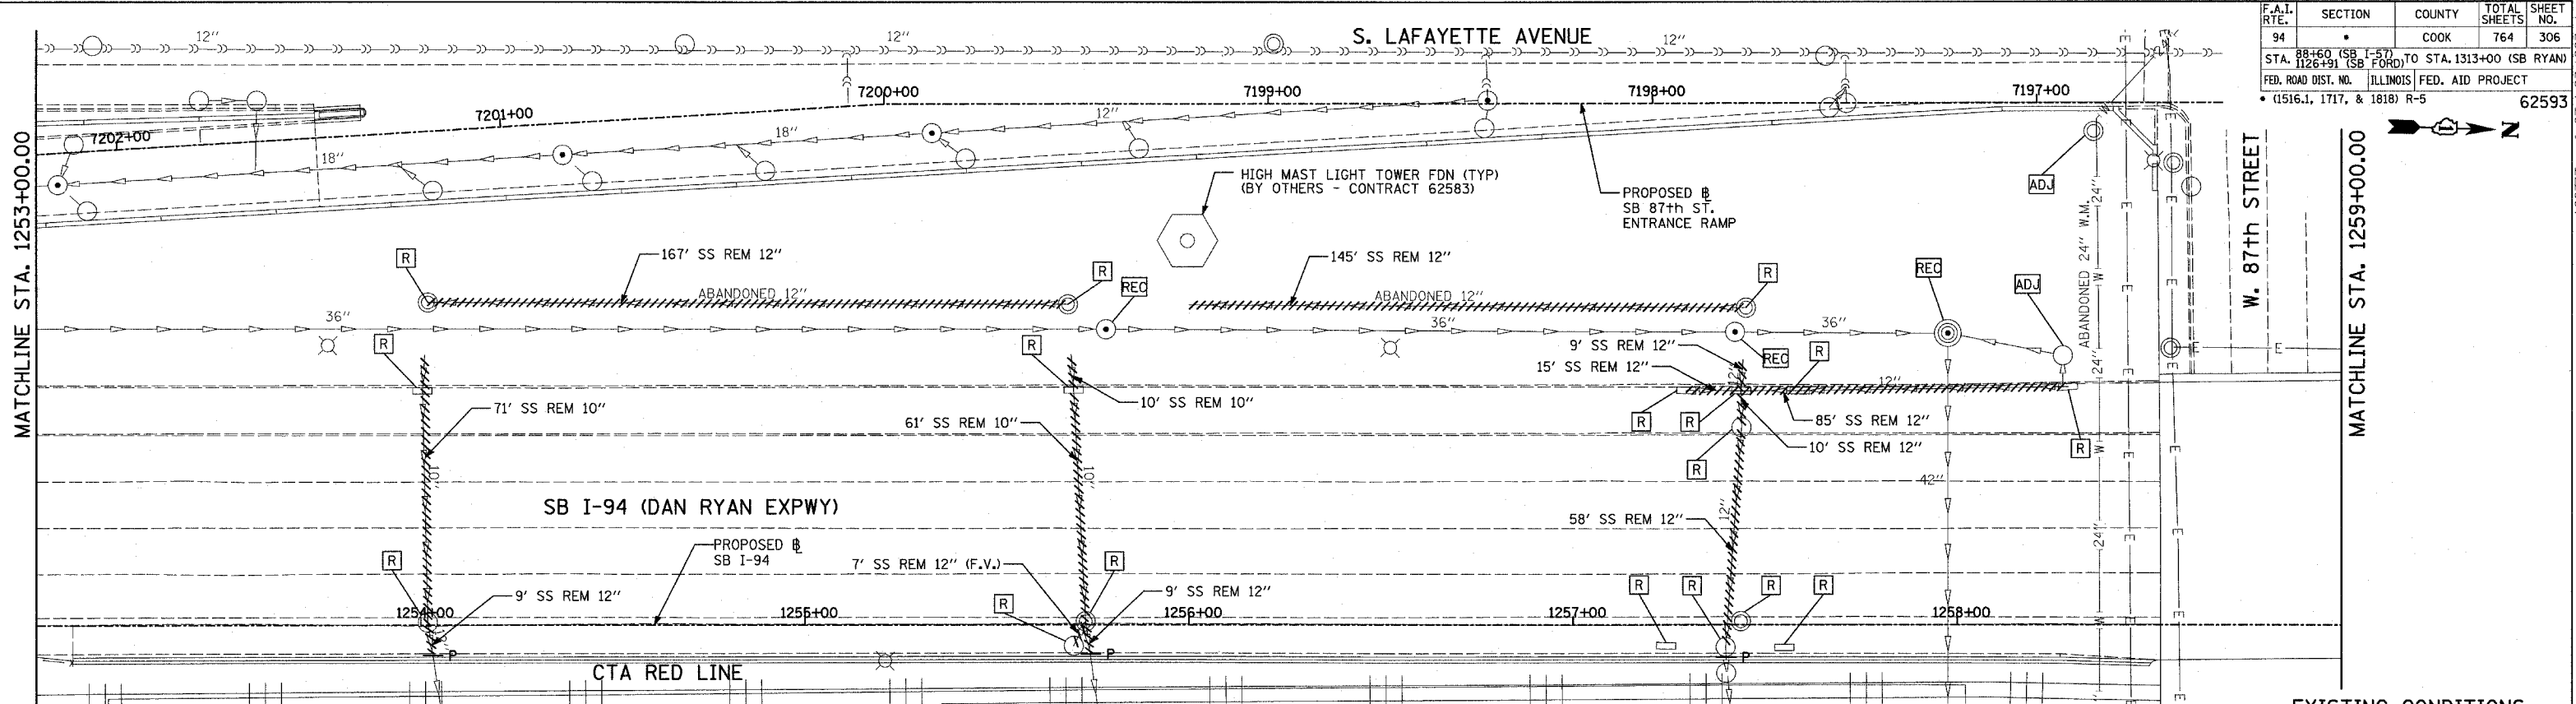 F.A.I. RTE. SECTION COUNTY TOTAL SHEETS SHEET NO.
94 * COOK 764 306
STA. 88+60 (SB I-57) 1126+91 (SB FORD) TO STA. 1313+00 (SB RYAN)
FED. ROAD DIST. NO. ILLINOIS FED. AID PROJECT
* (1516.1, 1717, & 1818) R-5 62593
N
S. LAFAYETTE AVENUE
12" 12" 12"
7202+00 7201+00 7200+00 7199+00 7198+00 7197+00
18" 18" 12"
MATCHLINE STA. 1253+00.00
MATCHLINE STA. 1259+00.00
W. 87th STREET
HIGH MAST LIGHT TOWER FDN (TYP)
(BY OTHERS - CONTRACT 62583)
PROPOSED ℄
SB 87th ST.
ENTRANCE RAMP
ADJ
ABANDONED 24" W.M.
24" W
24" W
24"
R 167' SS REM 12" R REC 145' SS REM 12" R REC ADJ
ABANDONED 12" ABANDONED 12"
36" 36" 36"
R R 9' SS REM 12" REC R
15' SS REM 12" 12" 12"
71' SS REM 10" 10' SS REM 10"
61' SS REM 10" R R 85' SS REM 12"
10' SS REM 12" R
R
10" 10" 42"
SB I-94 (DAN RYAN EXPWY)
58' SS REM 12" 12"
PROPOSED ℄
SB I-94
R 7' SS REM 12" (F.V.) R R R R R
9' SS REM 12" R 9' SS REM 12"
1254+00 1255+00 1256+00 1257+00 1258+00
P P P
CTA RED LINE
EXISTING CONDITIONS